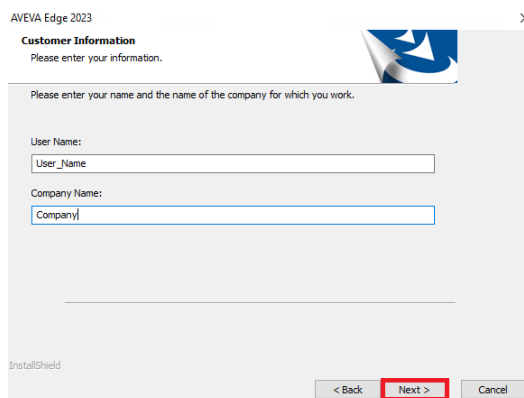 AVEVA Edge 2023
Customer Information
Please enter your information.
Please enter your name and the name of the company for which you work.
User Name:
User_Name
Company Name:
Company
InstallShield
< Back Next > Cancel